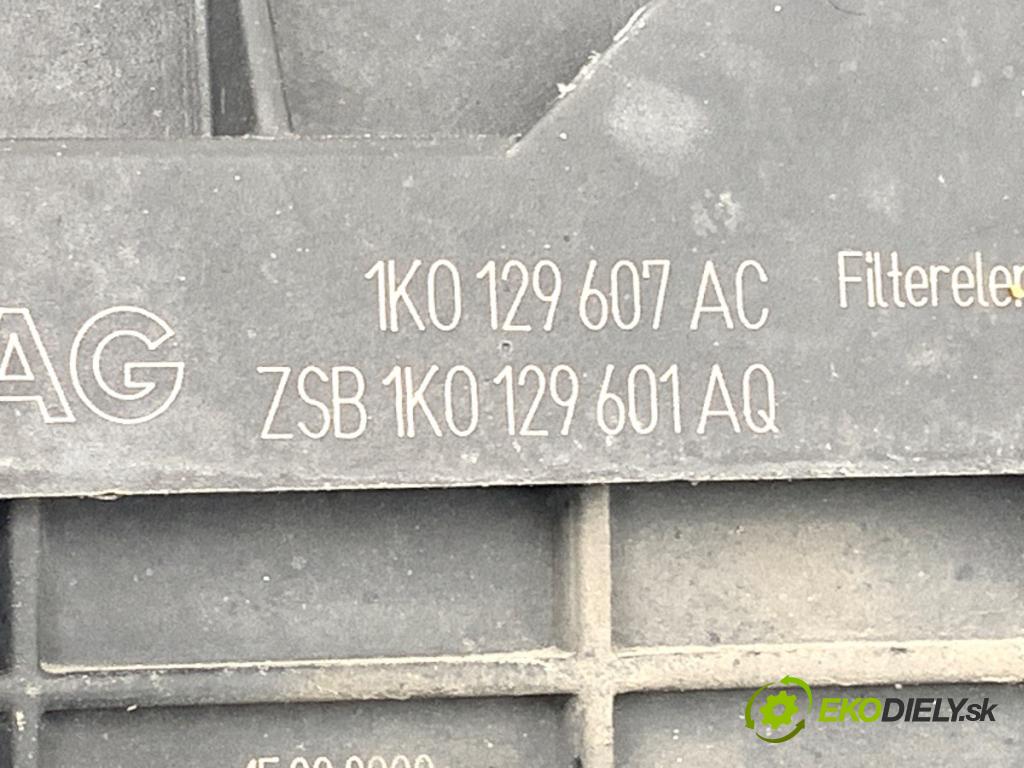 1K0 129 607 AC
AG
ZSB 1K0 129 601 AQ
EKODIELY.sk